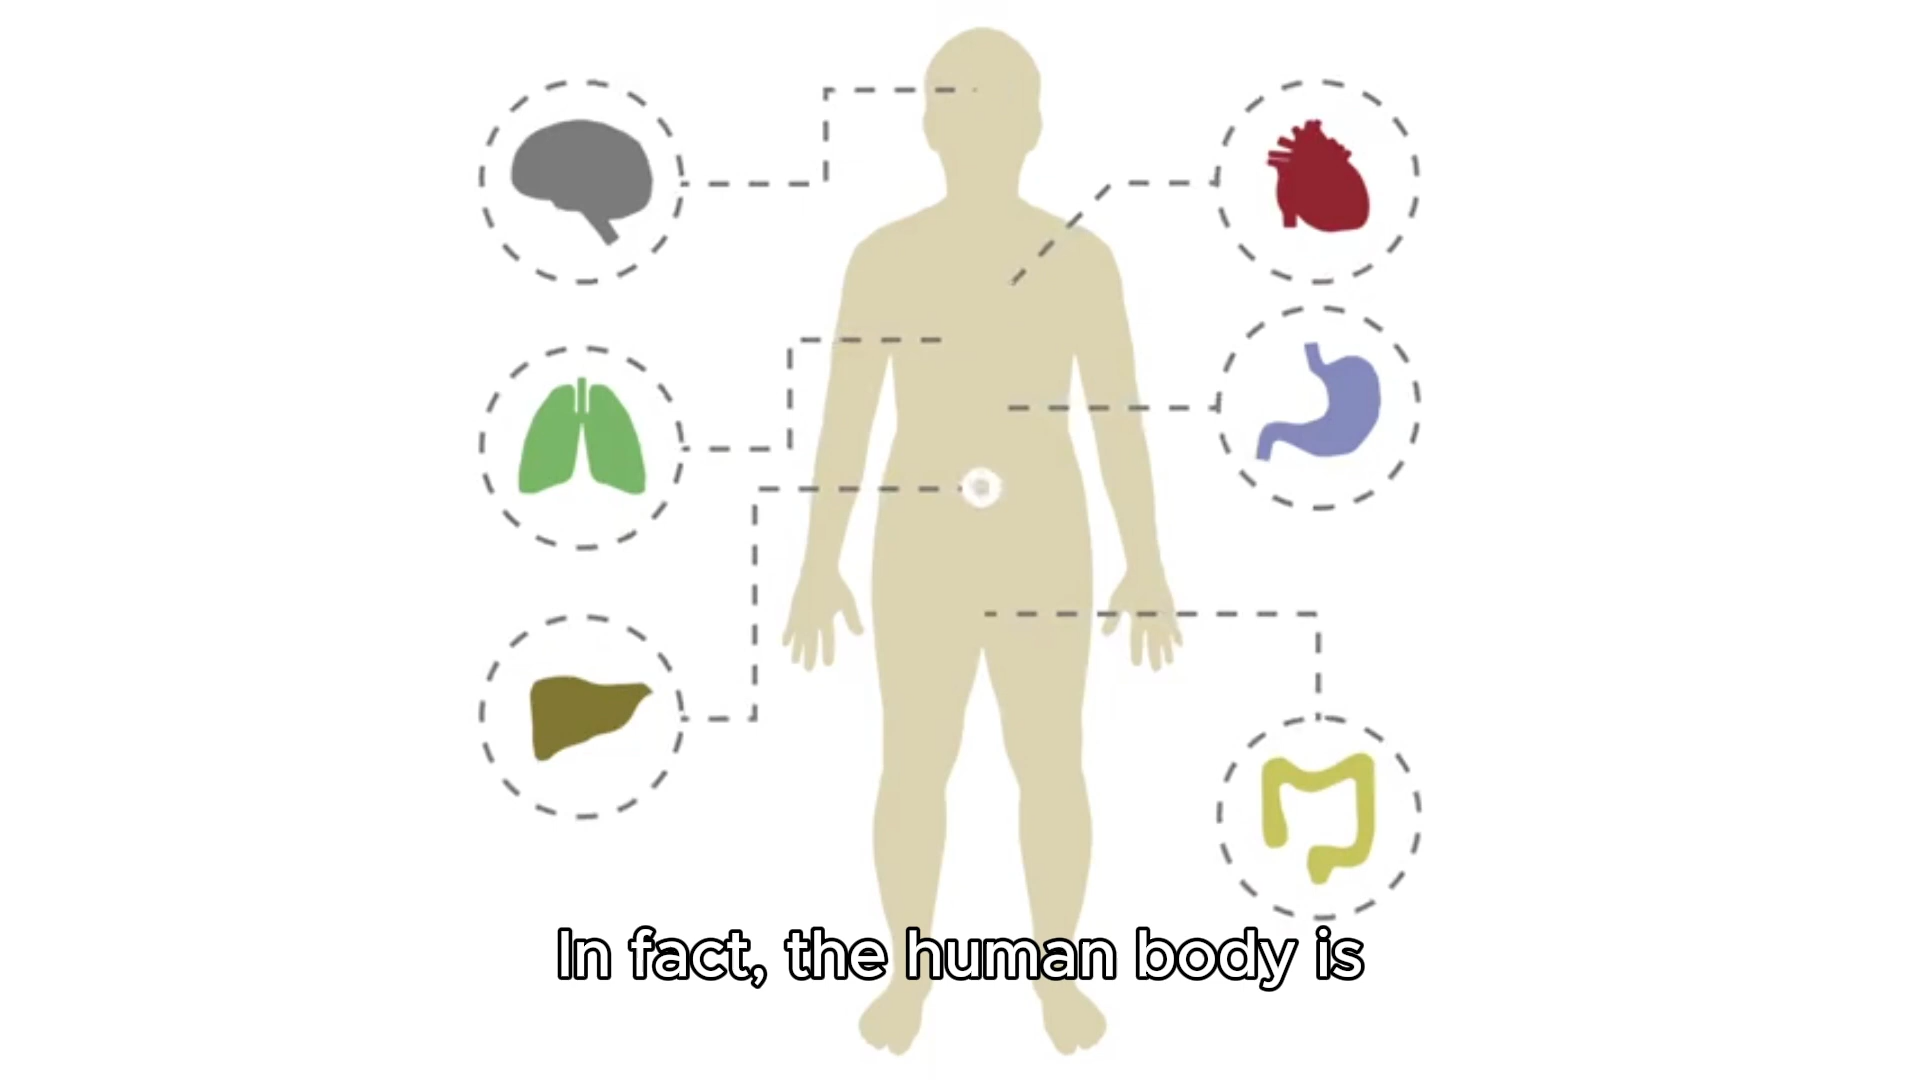 In fact, the human body is